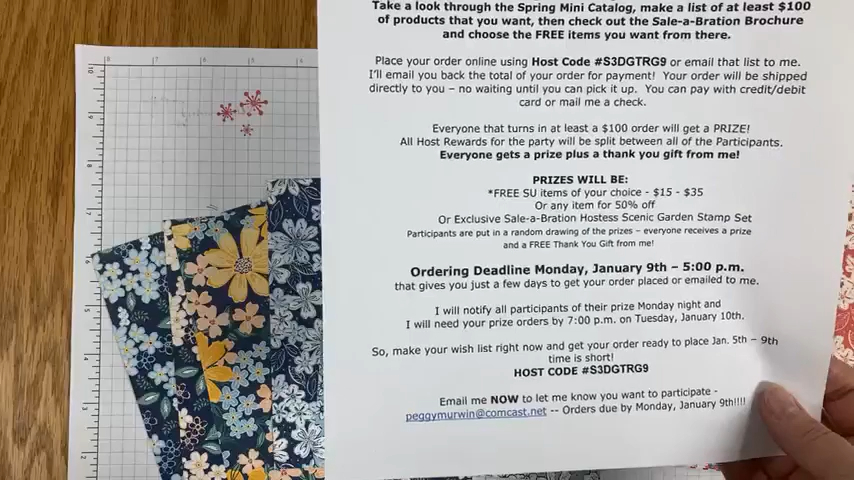 Take a look through the Spring Mini Catalog, make a list of at least $100
of products that you want, then check out the Sale-a-Bration Brochure
and choose the FREE items you want from there.
Place your order online using Host Code #S3DGTRG9 or email that list to me.
I'll email you back the total of your order for payment! Your order will be shipped
directly to you – no waiting until you can pick it up. You can pay with credit/debit
card or mail me a check.
Everyone that turns in at least a $100 order will get a PRIZE!
All Host Rewards for the party will be split between all of the Participants.
Everyone gets a prize plus a thank you gift from me!
PRIZES WILL BE:
*FREE SU items of your choice - $15 - $35
Or any item for 50% off
Or Exclusive Sale-a-Bration Hostess Scenic Garden Stamp Set
Participants are put in a random drawing of the prizes – everyone receives a prize
and a FREE Thank You Gift from me!
Ordering Deadline Monday, January 9th – 5:00 p.m.
that gives you just a few days to get your order placed or emailed to me.
I will notify all participants of their prize Monday night and
I will need your prize orders by 7:00 p.m. on Tuesday, January 10th.
So, make your wish list right now and get your order ready to place Jan. 5th – 9th
time is short!
HOST CODE #S3DGTRG9
Email me NOW to let me know you want to participate -
peggymurwin@comcast.net -- Orders due by Monday, January 9th!!!!
8
7
6
5
10
9
8
7
6
5
4
3
2